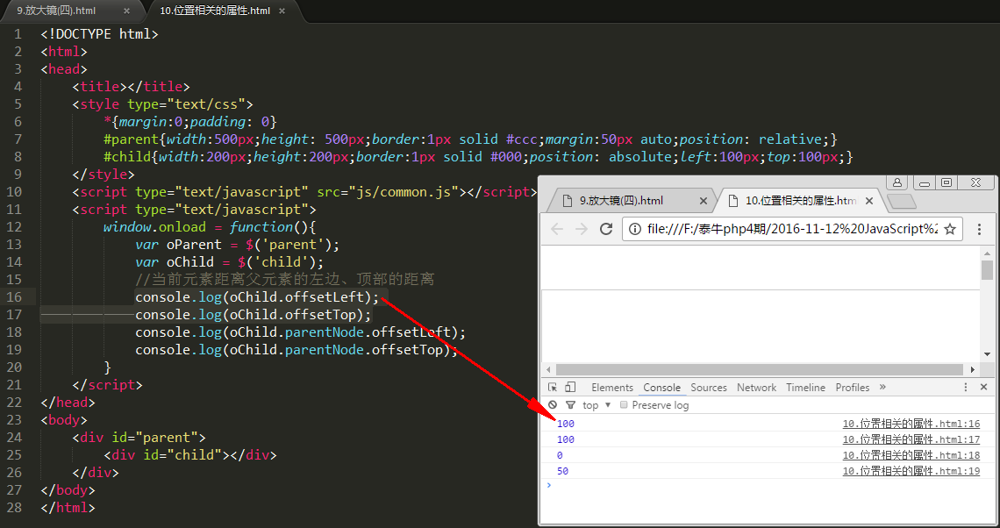 9.放大镜(四).html ×
10.位置相关的属性.html ×
1 <!DOCTYPE html>
2 <html>
3 <head>
4 <title></title>
5 <style type="text/css">
6 *{margin:0;padding: 0}
7 #parent{width:500px;height: 500px;border:1px solid #ccc;margin:50px auto;position: relative;}
8 #child{width:200px;height:200px;border:1px solid #000;position: absolute;left:100px;top:100px;}
9 </style>
10 <script type="text/javascript" src="js/common.js"></script>
11 <script type="text/javascript">
12 window.onload = function(){
13 var oParent = $('parent');
14 var oChild = $('child');
15 //当前元素距离父元素的左边、顶部的距离
16 console.log(oChild.offsetLeft);
17 console.log(oChild.offsetTop);
18 console.log(oChild.parentNode.offsetLeft);
19 console.log(oChild.parentNode.offsetTop);
20 }
21 </script>
22 </head>
23 <body>
24 <div id="parent">
25 <div id="child"></div>
26 </div>
27 </body>
28 </html>
9.放大镜(四).html ×
10.位置相关的属性.htm ×
file:///F:/泰牛php4期/2016-11-12%20JavaScript%2
Elements Console Sources Network Timeline Profiles »
top ▼ Preserve log
100 10.位置相关的属性.html:16
100 10.位置相关的属性.html:17
0 10.位置相关的属性.html:18
50 10.位置相关的属性.html:19